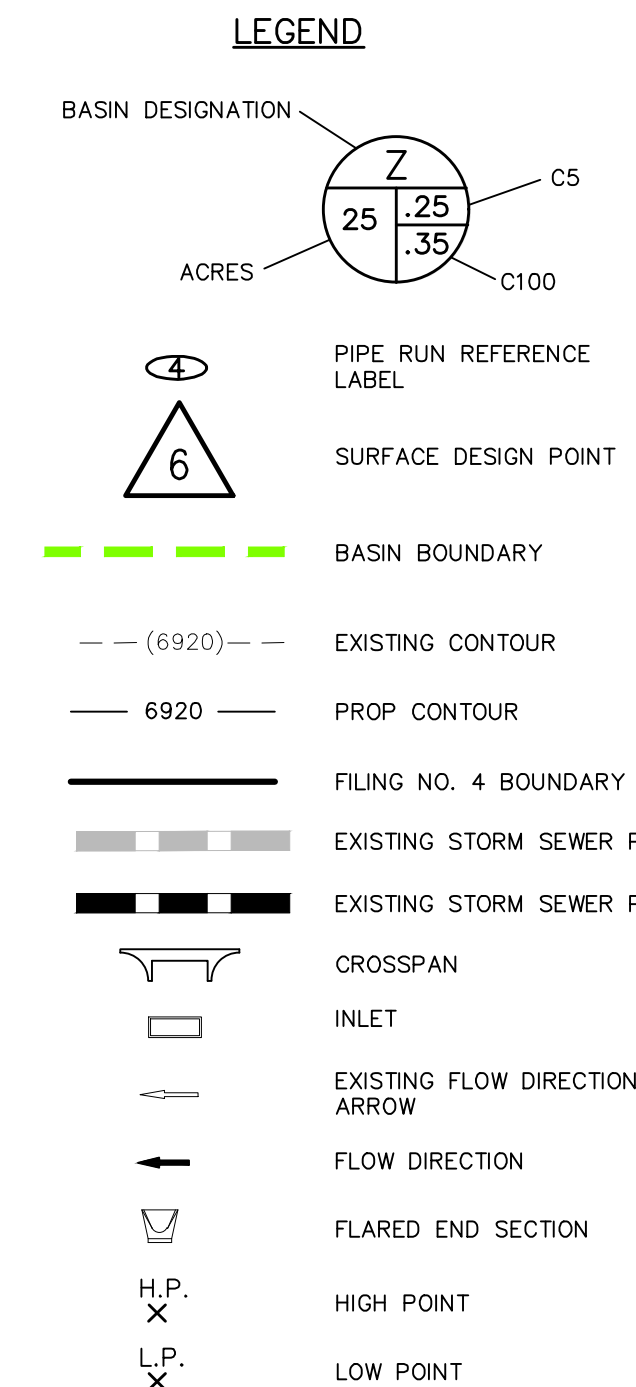 LEGEND
BASIN DESIGNATION
Z
C5
25
.25
.35
ACRES
C100
4
PIPE RUN REFERENCE
LABEL
6
SURFACE DESIGN POINT
BASIN BOUNDARY
(6920)
EXISTING CONTOUR
6920
PROP CONTOUR
FILING NO. 4 BOUNDARY
EXISTING STORM SEWER
EXISTING STORM SEWER
CROSSPAN
INLET
EXISTING FLOW DIRECTION
ARROW
FLOW DIRECTION
FLARED END SECTION
H.P.
HIGH POINT
L.P.
LOW POINT